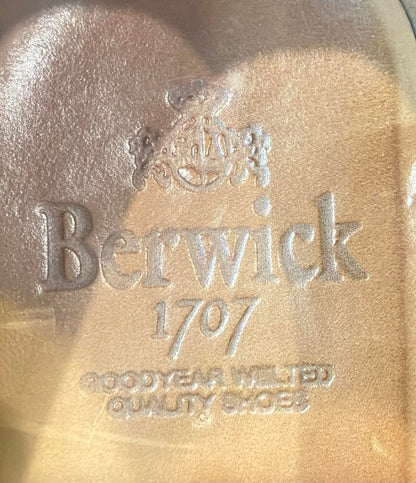 Berwick
1707
GOODYEAR WELTED
QUALITY SHOES